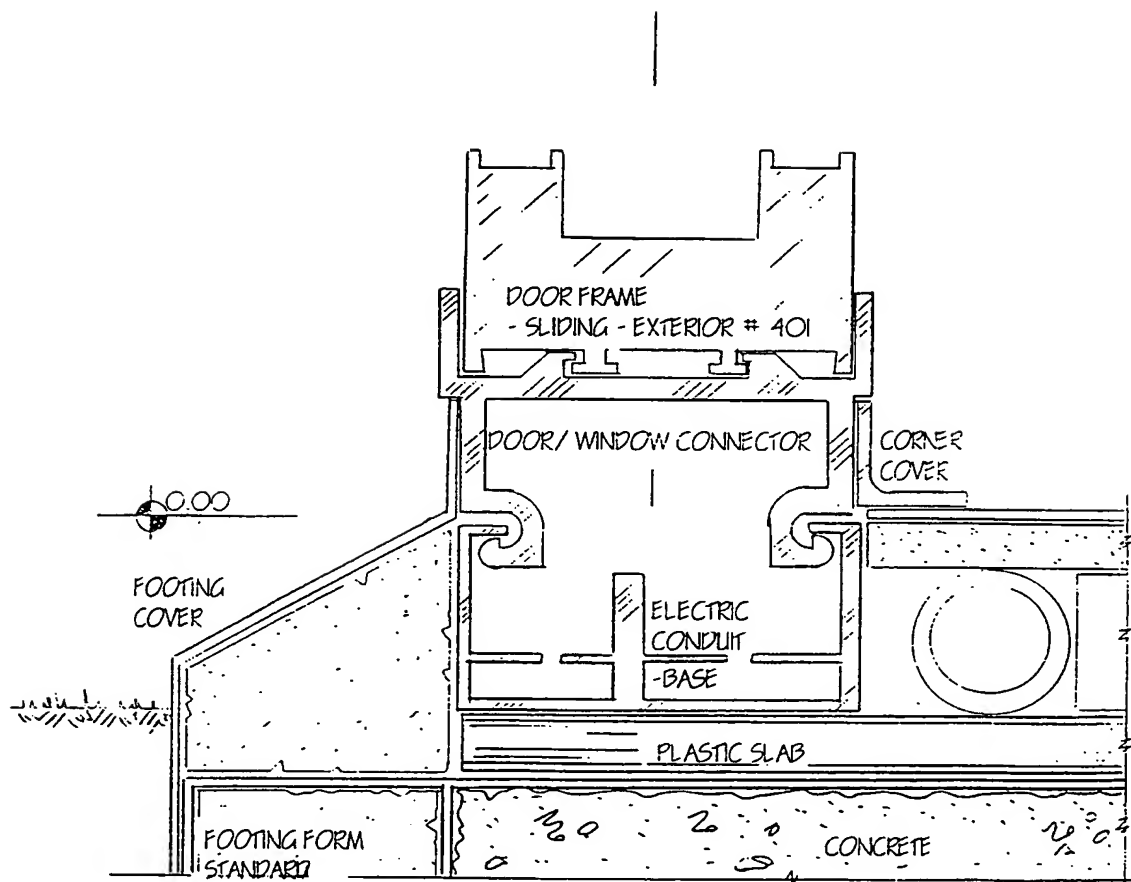 DOOR FRAME
- SLIDING - EXTERIOR # 401
DOOR/ WINDOW CONNECTOR
CORNER
COVER
0.00
FOOTING
COVER
ELECTRIC
CONDUIT
-BASE
PLASTIC SLAB
FOOTING FORM
STANDARD
CONCRETE